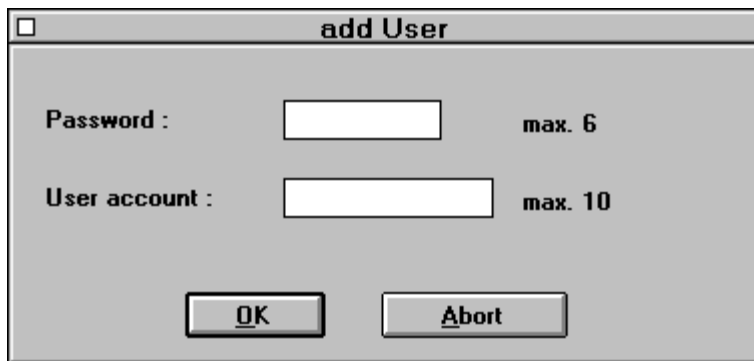 add User
Password : max. 6
User account : max. 10
OK Abort